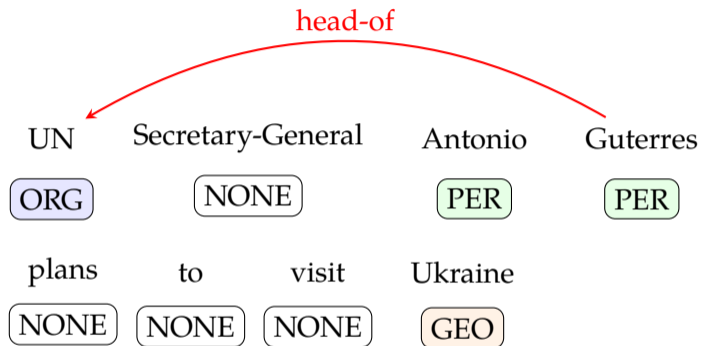 head-of
UN Secretary-General Antonio Guterres
ORG NONE PER PER
plans to visit Ukraine
NONE NONE NONE GEO